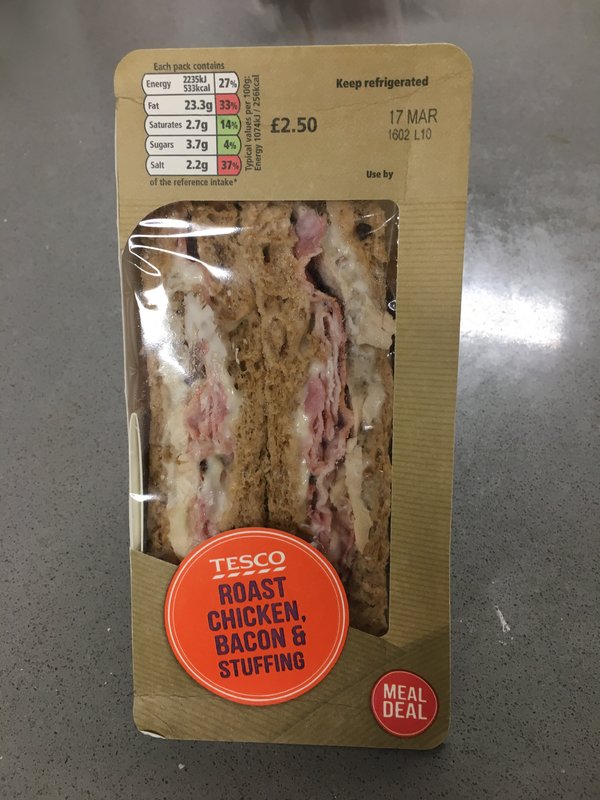 Each pack contains
Energy 2235kJ 533kcal 27%
Fat 23.3g 33%
Saturates 2.7g 14%
Sugars 3.7g 4%
Salt 2.2g 37%
of the reference intake*
Typical values per 100g:
Energy 1074kJ / 256kcal
£2.50
Keep refrigerated
17 MAR
1602 L10
Use by
TESCO
ROAST
CHICKEN,
BACON &
STUFFING
MEAL
DEAL